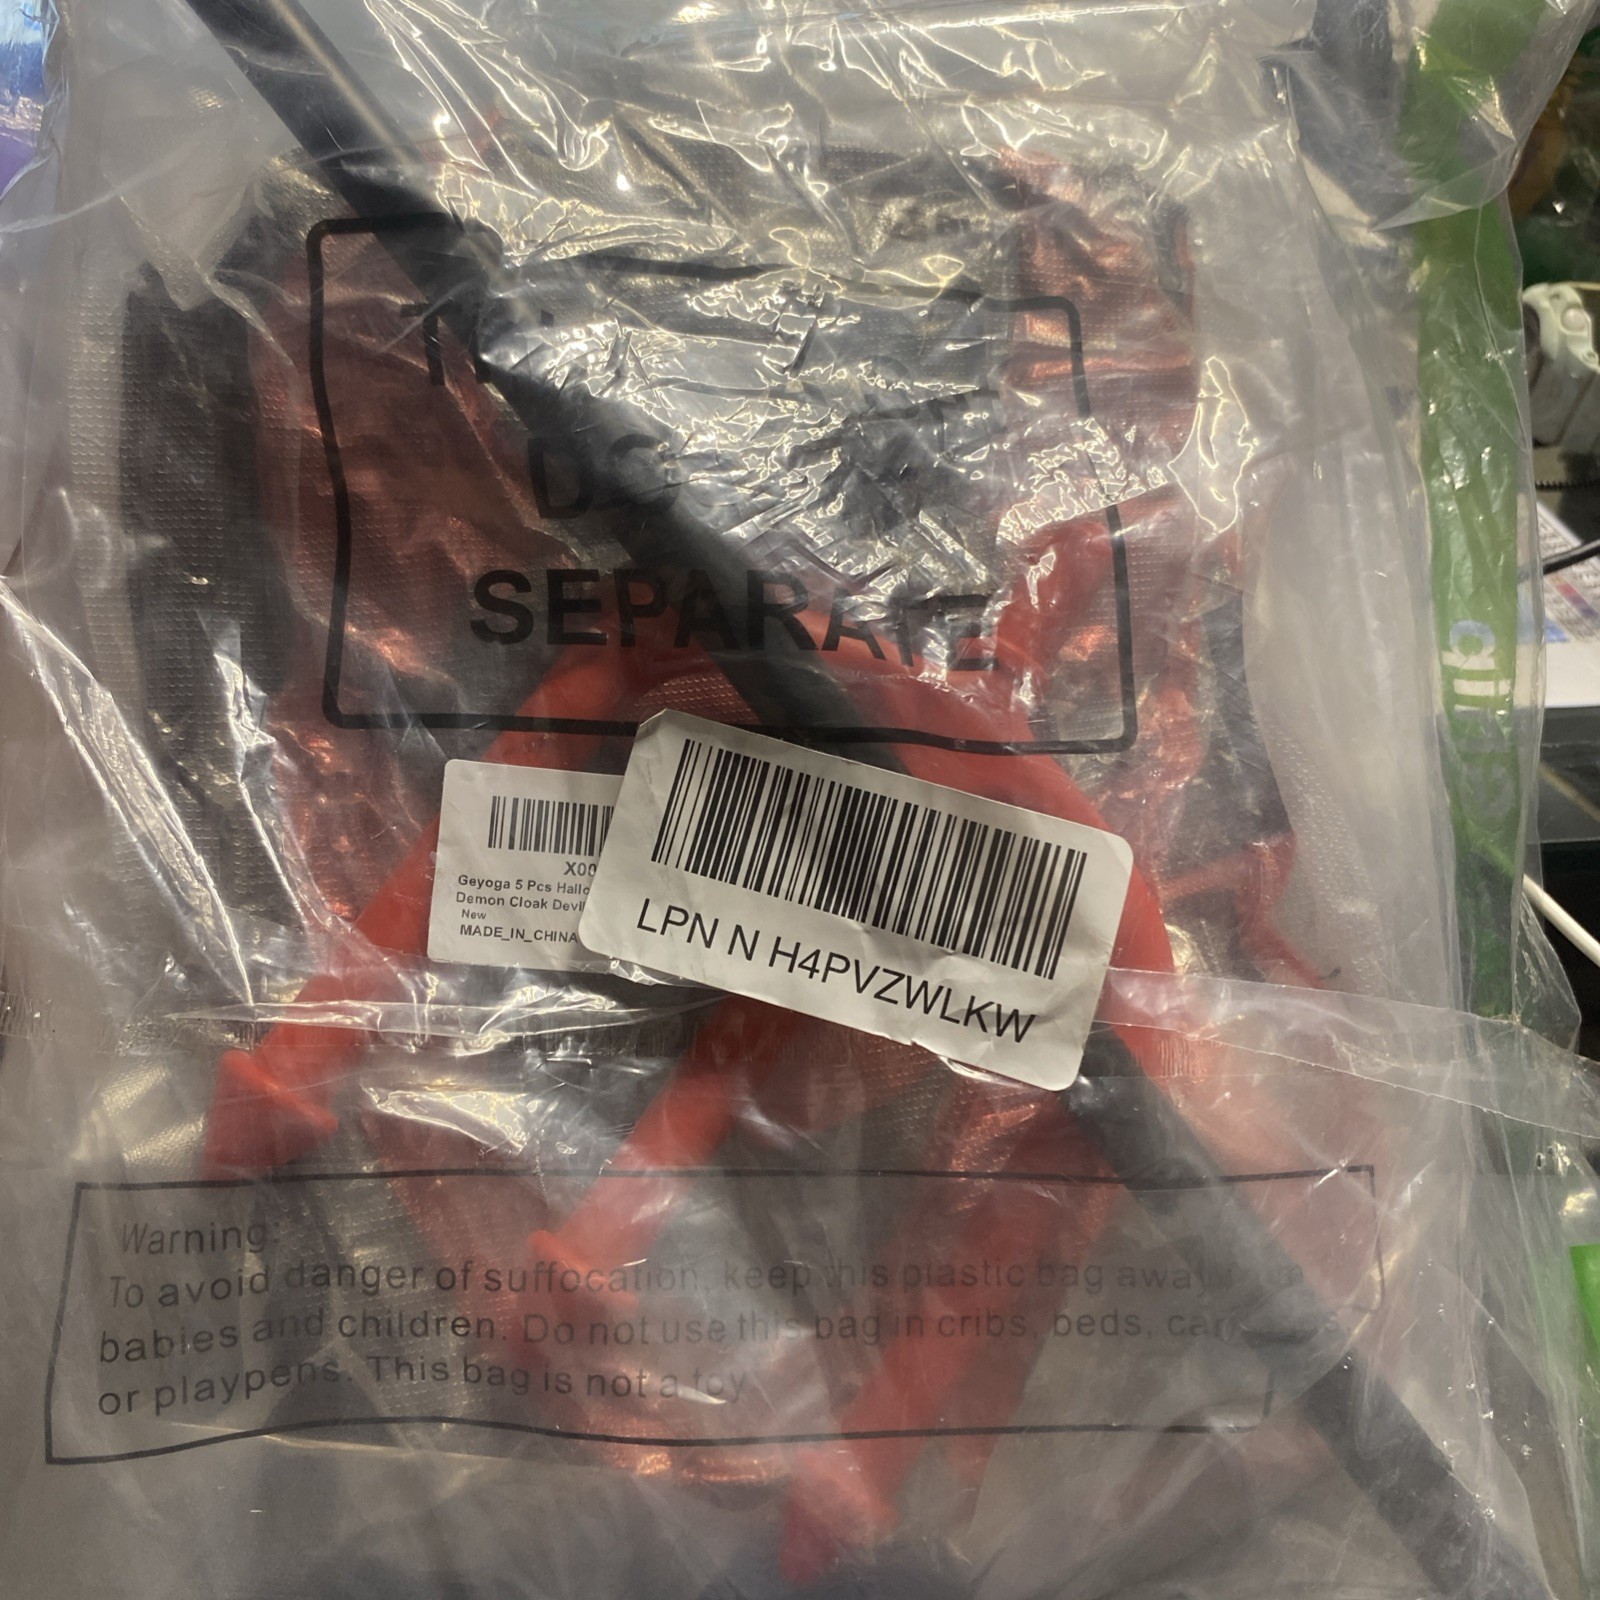 SEPARATE
X00
Geyoga 5 Pcs Hallo
Demon Cloak Devil
New
MADE_IN_CHINA
LPN N H4PVZWLKW
Warning:
To avoid danger of suffocation, keep this plastic bag away
babies and children. Do not use this bag in cribs, beds,
or playpens. This bag is not a toy